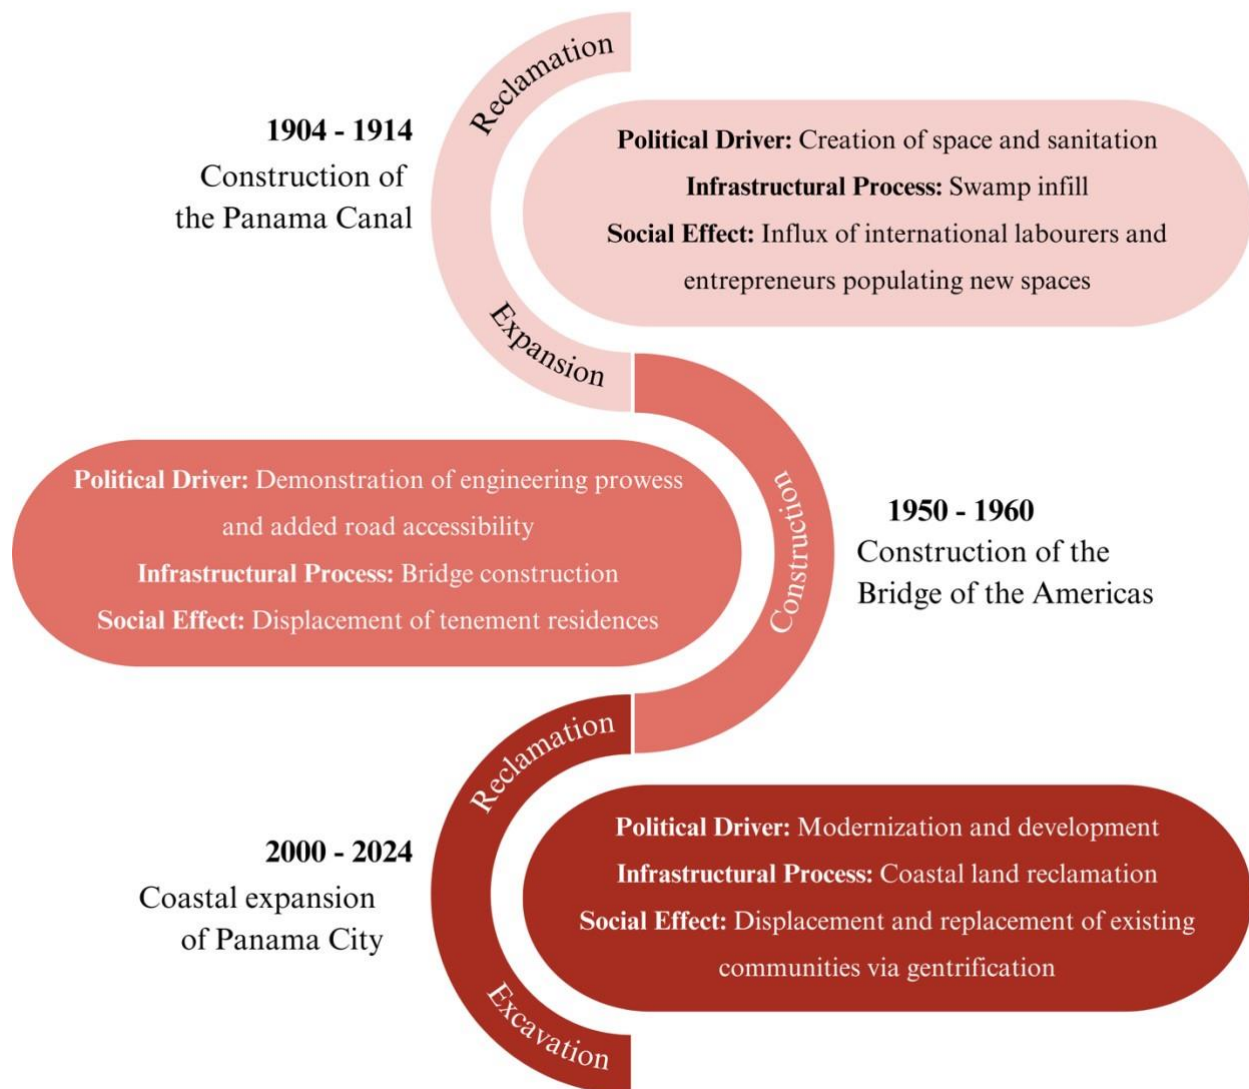 Reclamation
1904 - 1914
Construction of
the Panama Canal
Political Driver: Creation of space and sanitation
Infrastructural Process: Swamp infill
Social Effect: Influx of international labourers and
entrepreneurs populating new spaces
Expansion
Political Driver: Demonstration of engineering prowess
and added road accessibility
Infrastructural Process: Bridge construction
Social Effect: Displacement of tenement residences
Construction
1950 - 1960
Construction of the
Bridge of the Americas
Reclamation
2000 - 2024
Coastal expansion
of Panama City
Political Driver: Modernization and development
Infrastructural Process: Coastal land reclamation
Social Effect: Displacement and replacement of existing
communities via gentrification
Excavation